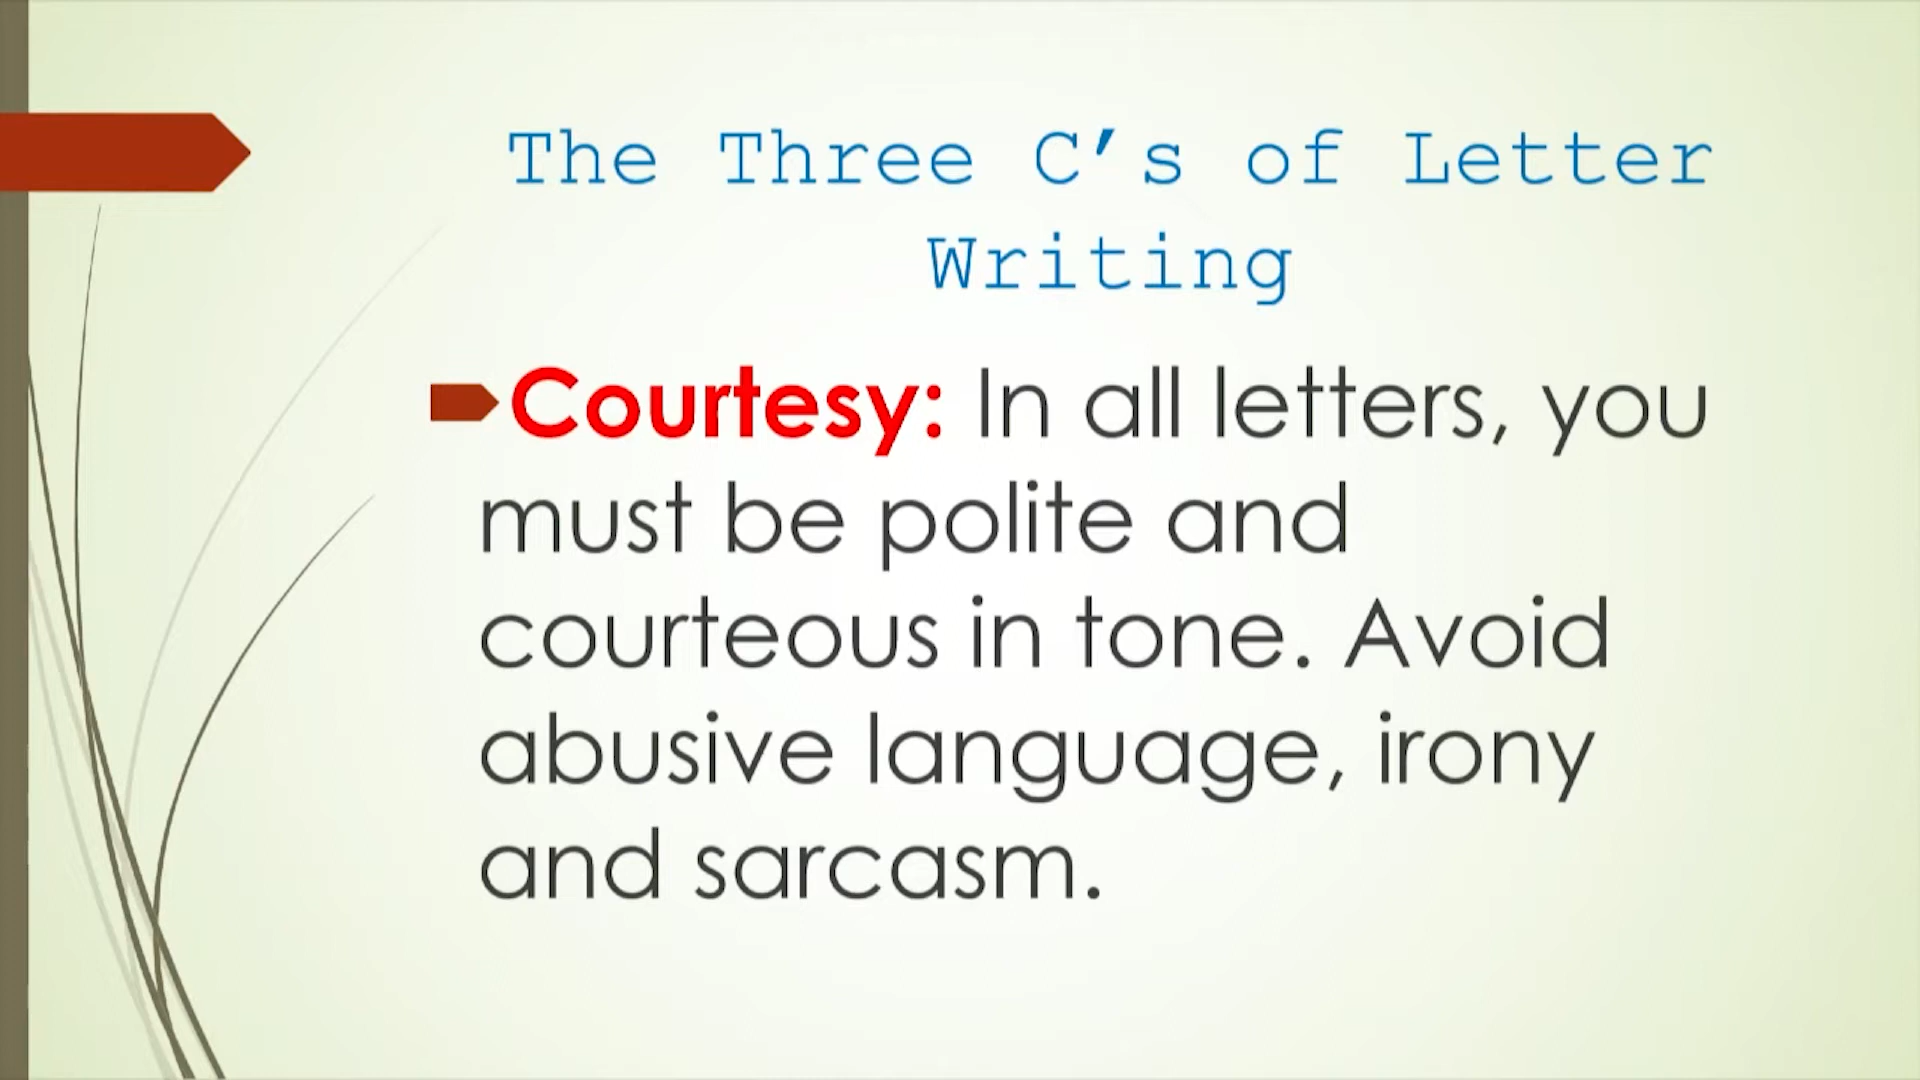 The Three C’s of Letter
Writing
Courtesy: In all letters, you
must be polite and
courteous in tone. Avoid
abusive language, irony
and sarcasm.